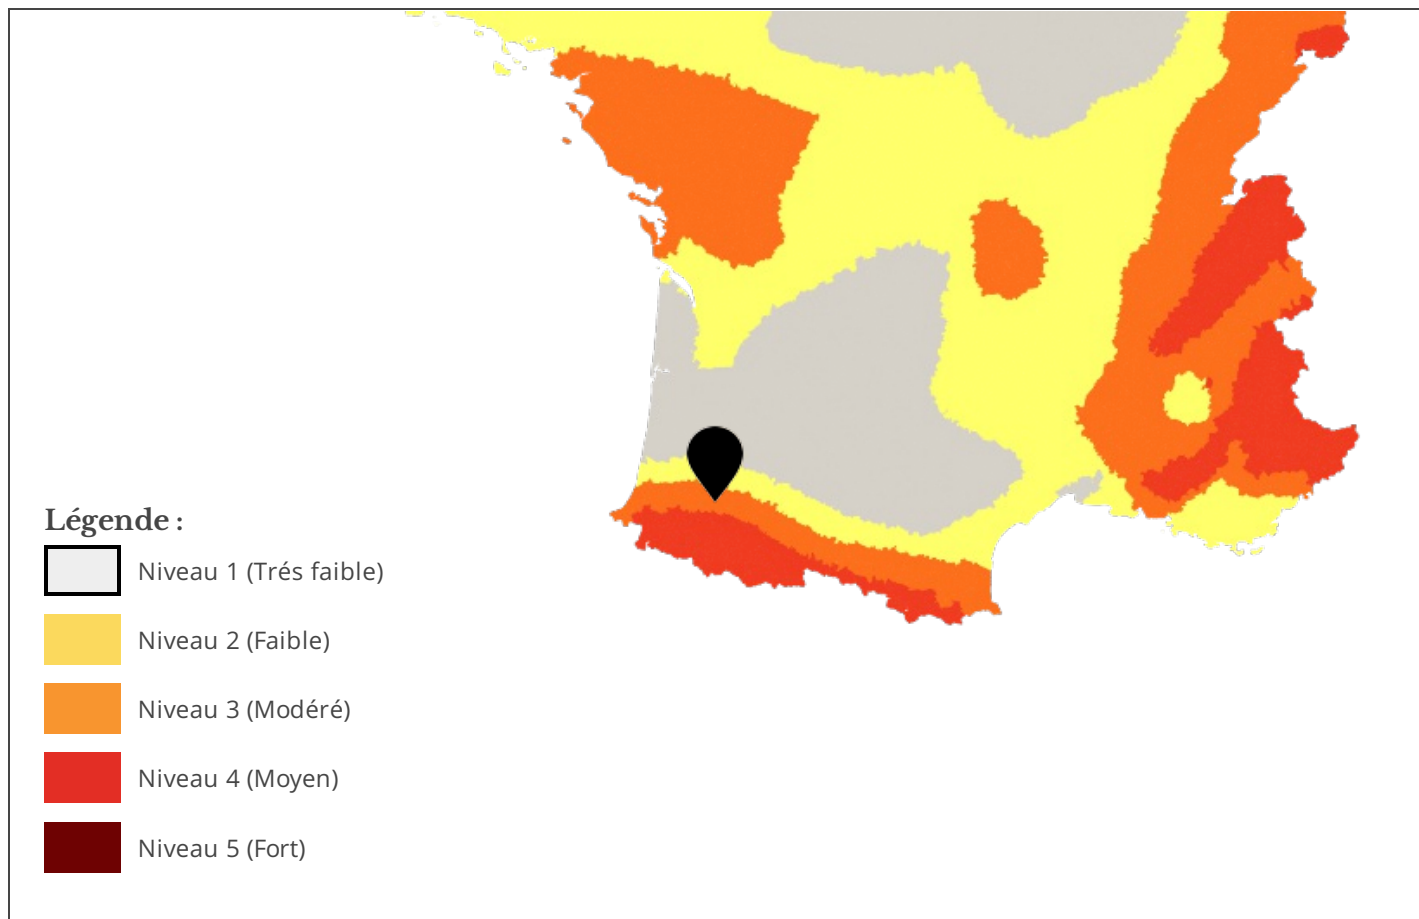 Légende :
Niveau 1 (Trés faible)
Niveau 2 (Faible)
Niveau 3 (Modéré)
Niveau 4 (Moyen)
Niveau 5 (Fort)